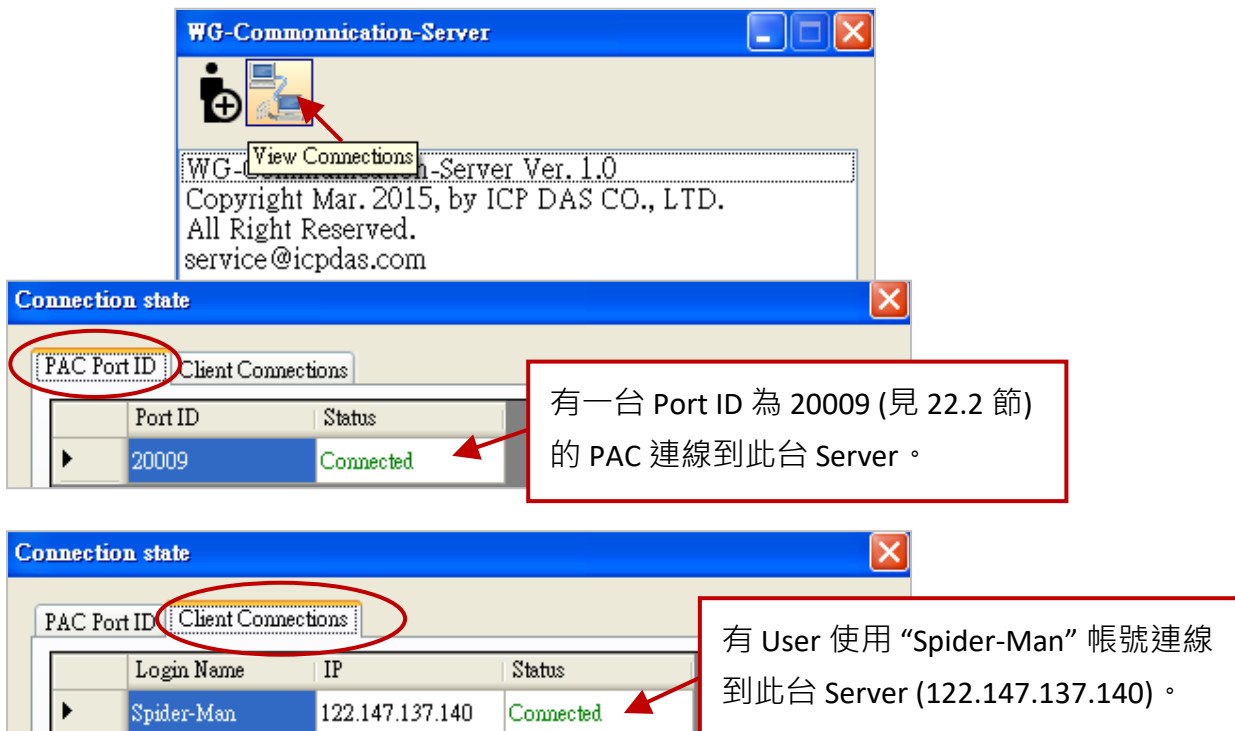 WG-Commonnication-Server
View Connections
WG-Communication-Server Ver. 1.0
Copyright Mar. 2015, by ICP DAS CO., LTD.
All Right Reserved.
service@icpdas.com
Connection state
PAC Port ID
Client Connections
Port ID
Status
20009
Connected
有一台 Port ID 為 20009 (見 22.2 節)
的 PAC 連線到此台 Server。
Connection state
PAC Port ID
Client Connections
Login Name
IP
Status
Spider-Man
122.147.137.140
Connected
有 User 使用 “Spider-Man” 帳號連線
到此台 Server (122.147.137.140)。